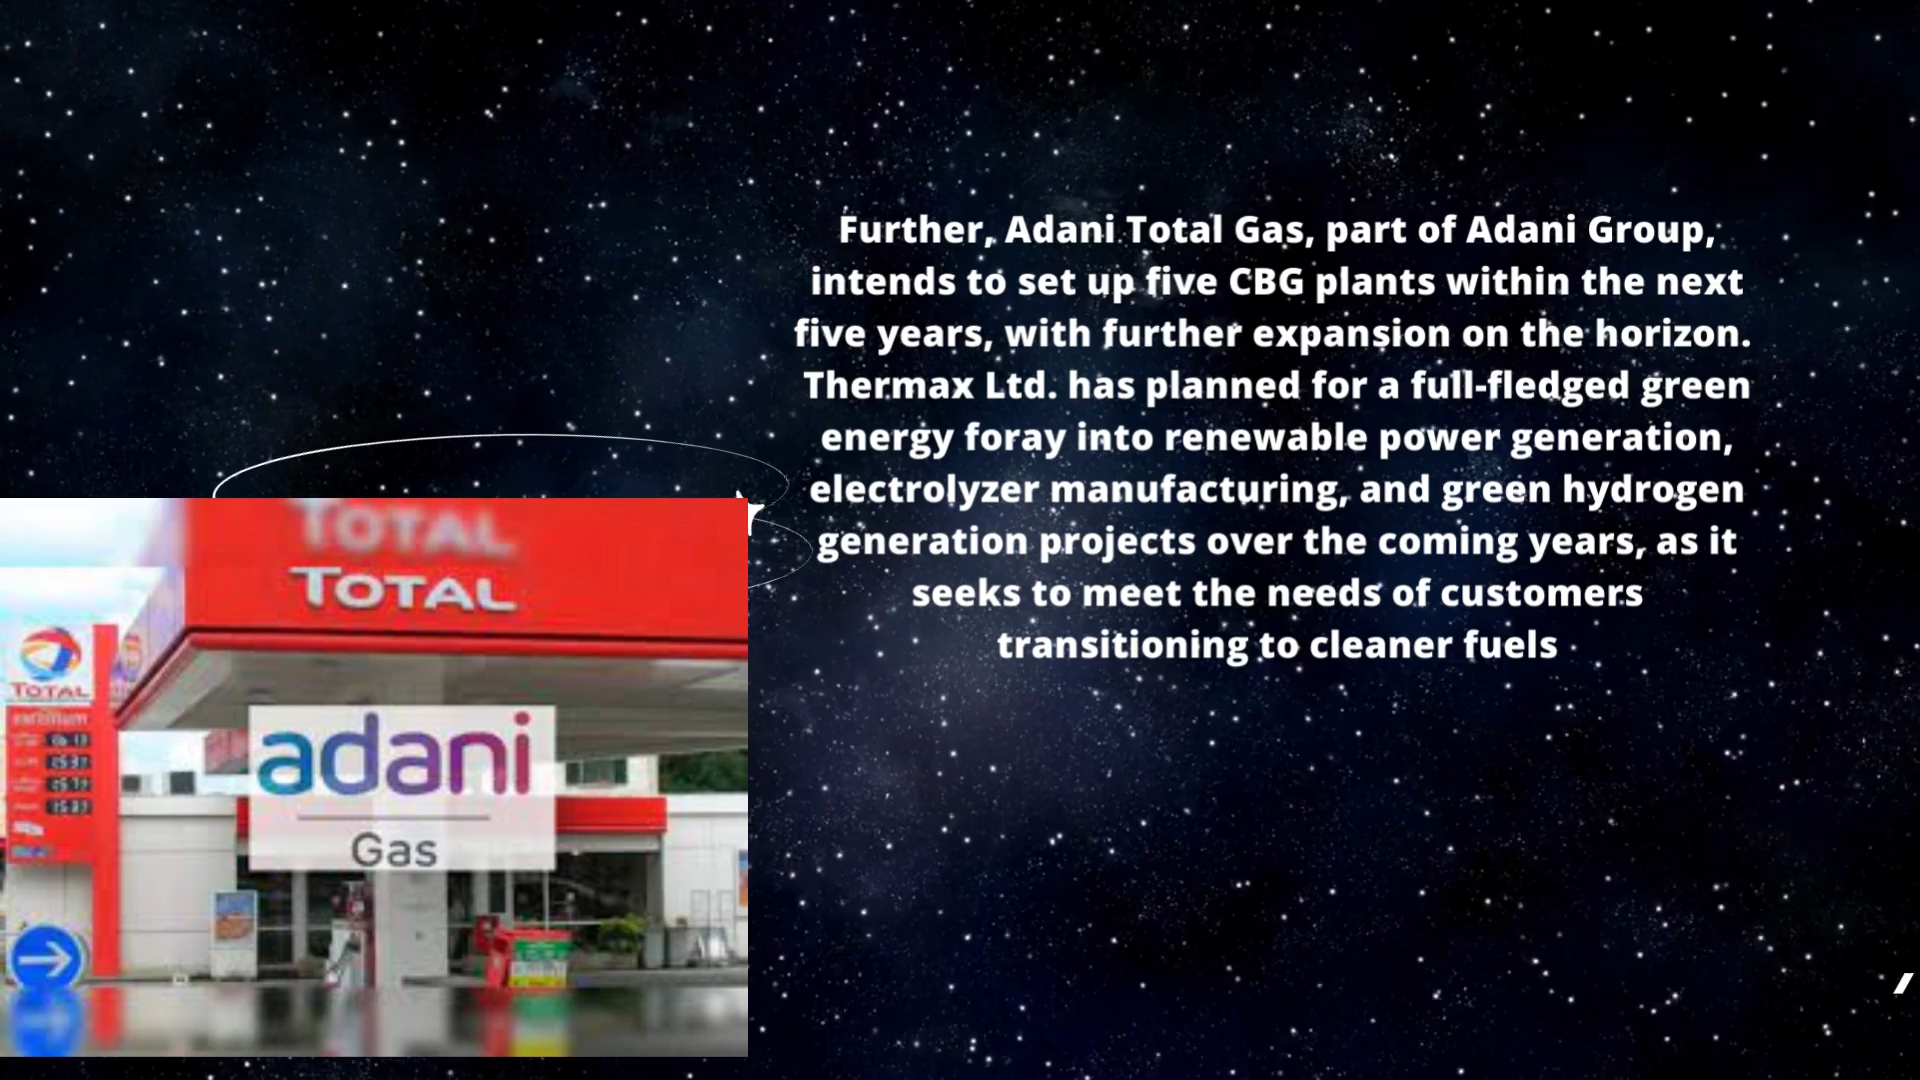 Further, Adani Total Gas, part of Adani Group,
intends to set up five CBG plants within the next
five years, with further expansion on the horizon.
Thermax Ltd. has planned for a full-fledged green
energy foray into renewable power generation,
electrolyzer manufacturing, and green hydrogen
generation projects over the coming years, as it
seeks to meet the needs of customers
transitioning to cleaner fuels
TOTAL
TOTAL
TOTAL
adani
Gas